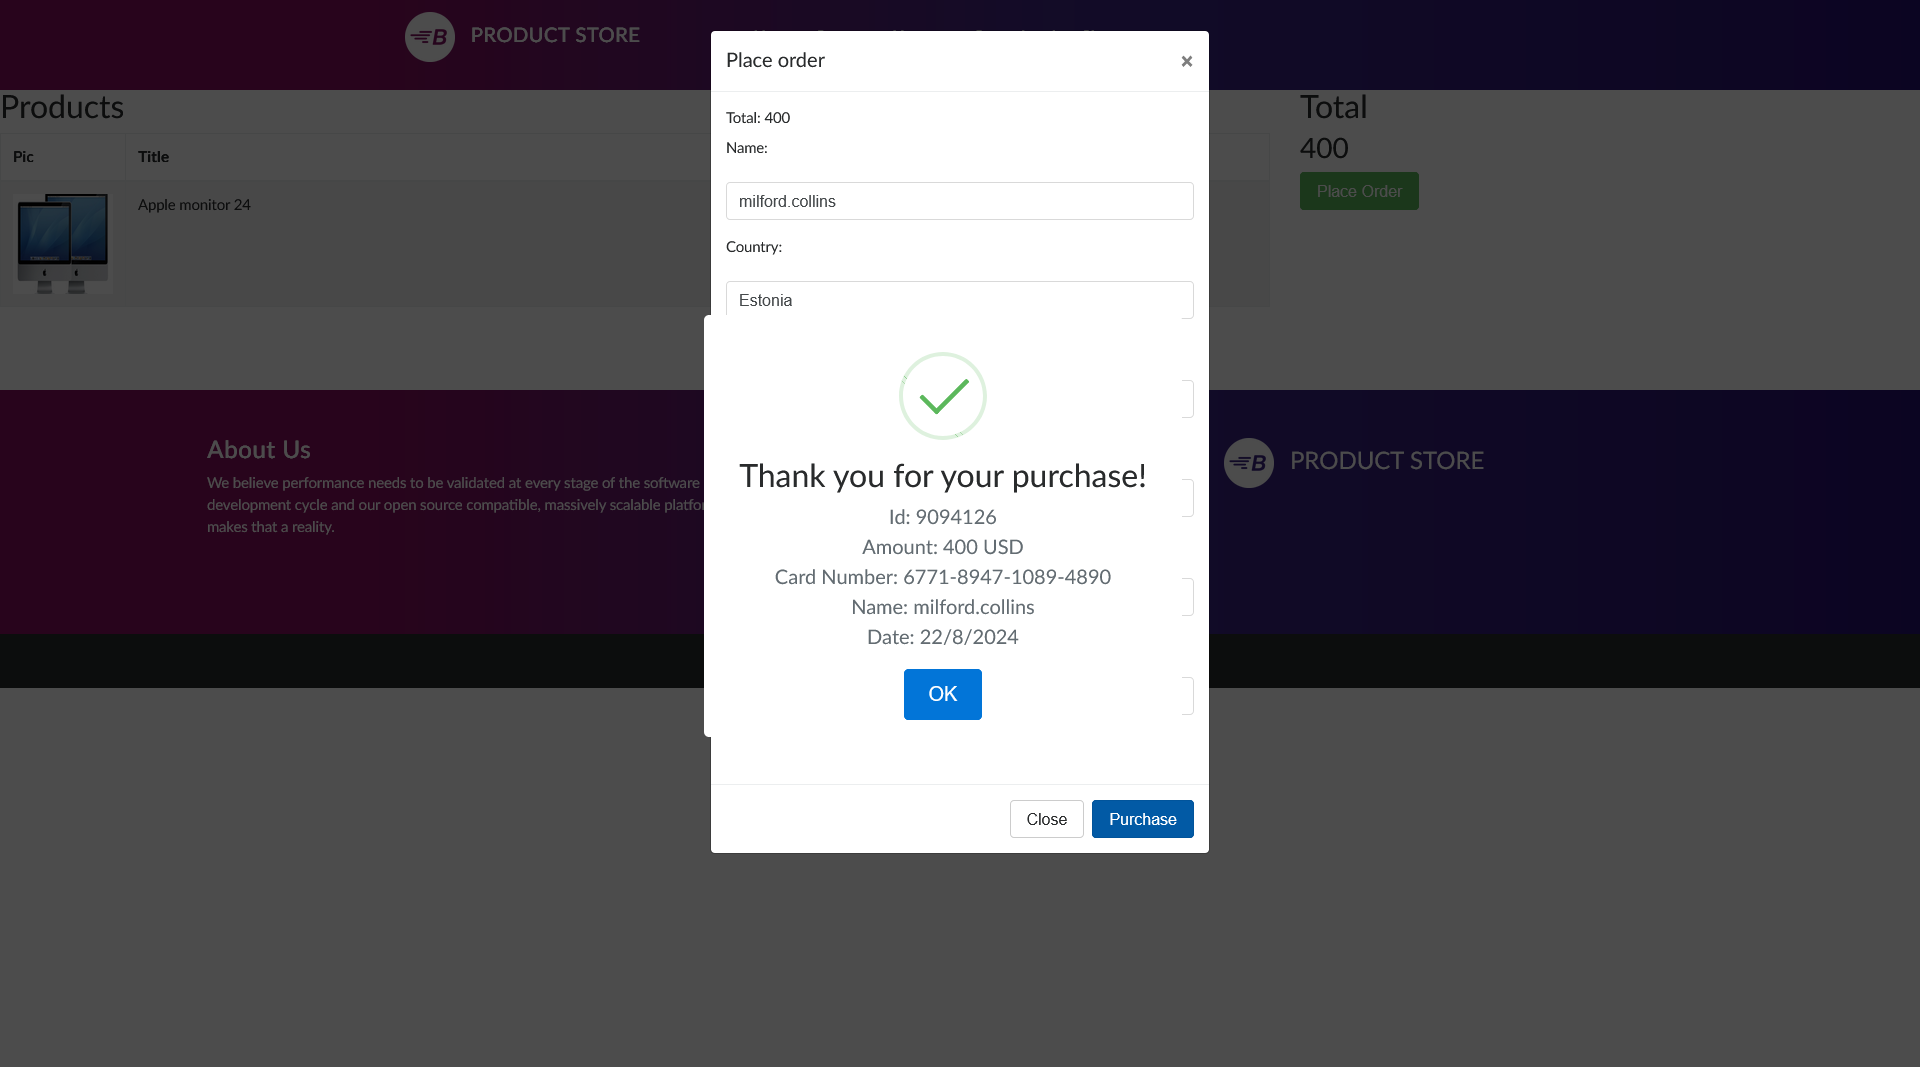 PRODUCT STORE
Place order
×
Products
Total
Total: 400
400
Name:
Pic
Title
Place Order
milford.collins
Apple monitor 24
Country:
Estonia
About Us
We believe performance needs to be validated at every stage of the software
development cycle and our open source compatible, massively scalable platfor
makes that a reality.
PRODUCT STORE
Thank you for your purchase!
Id: 9094126
Amount: 400 USD
Card Number: 6771-8947-1089-4890
Name: milford.collins
Date: 22/8/2024
OK
Close
Purchase